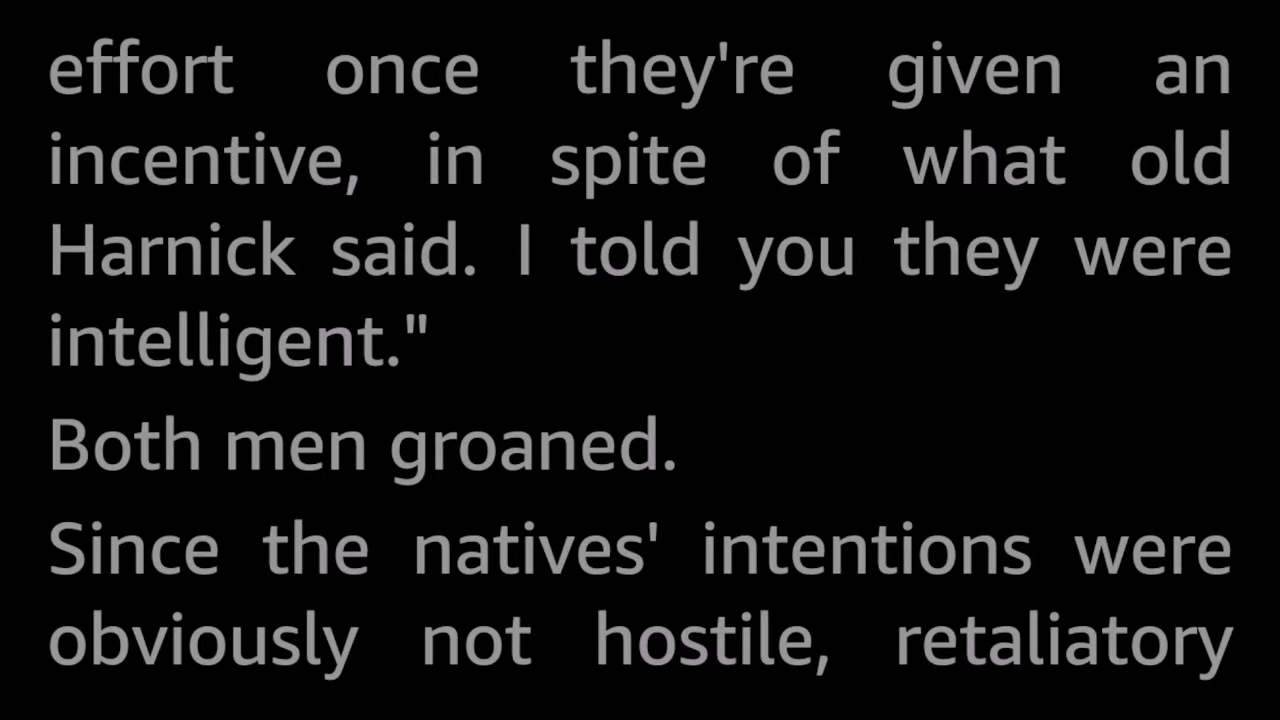 effort once they're given an
incentive, in spite of what old
Harnick said. I told you they were
intelligent."
Both men groaned.
Since the natives' intentions were
obviously not hostile, retaliatory